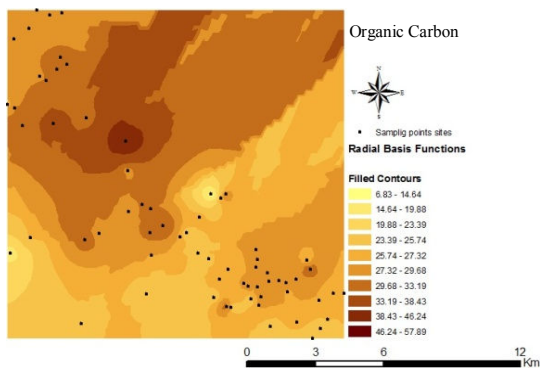 Organic Carbon
N
W E
S
Samplig points sites
Radial Basis Functions
Filled Contours
6.83 - 14.64
14.64 - 19.88
19.88 - 23.39
23.39 - 25.74
25.74 - 27.32
27.32 - 29.68
29.68 - 33.19
33.19 - 38.43
38.43 - 46.24
46.24 - 57.89
0 3 6 12
Km